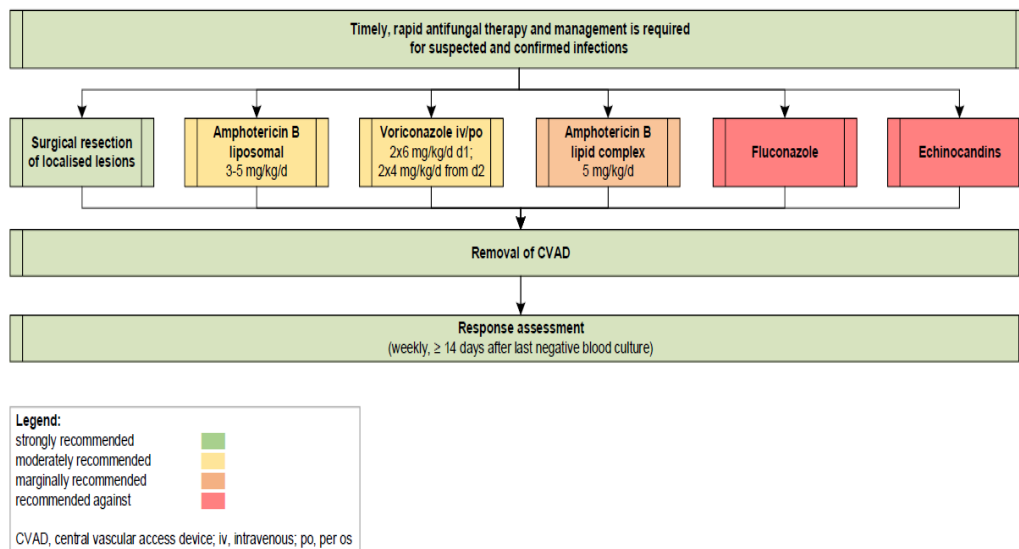 Timely, rapid antifungal therapy and management is required
for suspected and confirmed infections
Surgical resection
of localised lesions
Amphotericin B
liposomal
3-5 mg/kg/d
Voriconazole iv/po
2x6 mg/kg/d d1;
2x4 mg/kg/d from d2
Amphotericin B
lipid complex
5 mg/kg/d
Fluconazole
Echinocandins
Removal of CVAD
Response assessment
(weekly, ≥ 14 days after last negative blood culture)
Legend:
strongly recommended
moderately recommended
marginally recommended
recommended against
CVAD, central vascular access device; iv, intravenous; po, per os